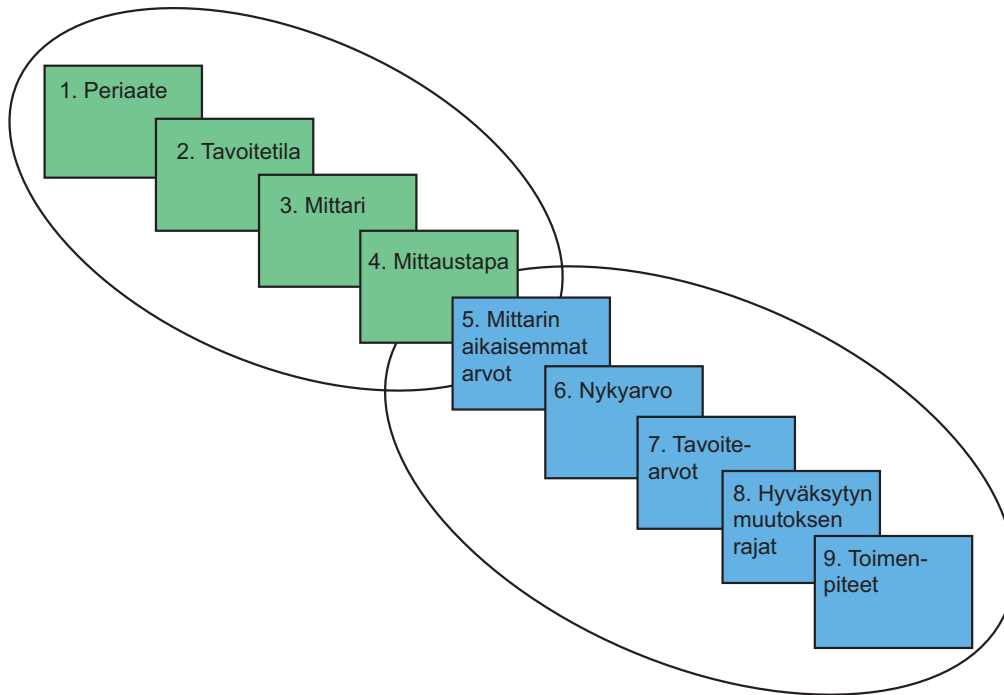 1. Periaate
2. Tavoitetila
3. Mittari
4. Mittaustapa
5. Mittarin
aikaisemmat
arvot
6. Nykyarvo
7. Tavoite-
arvot
8. Hyväksytyn
muutoksen
rajat
9. Toimen-
piteet